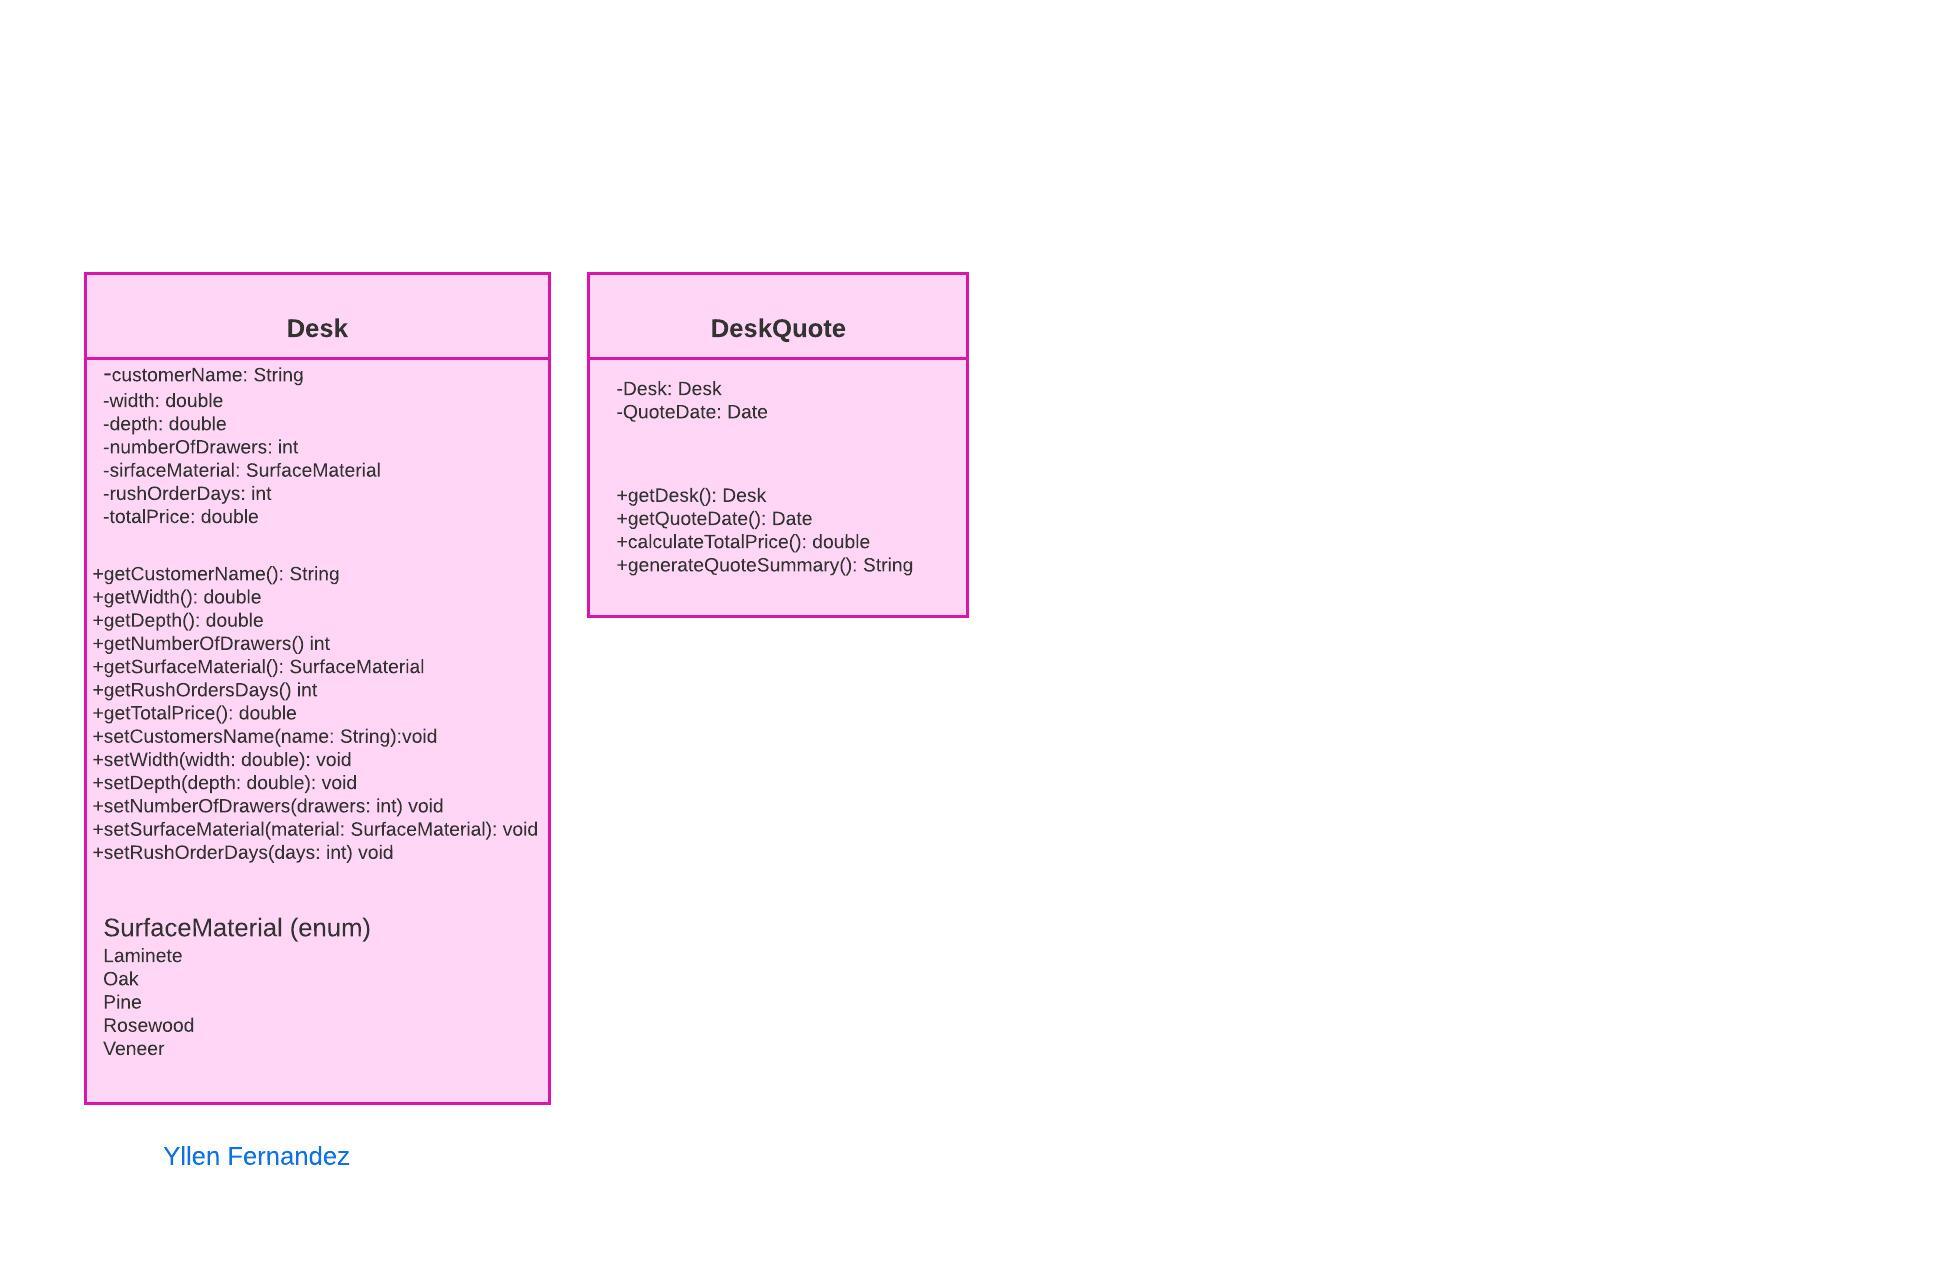 Desk
-customerName: String
-width: double
-depth: double
-numberOfDrawers: int
-sirfaceMaterial: SurfaceMaterial
-rushOrderDays: int
-totalPrice: double
+getCustomerName(): String
+getWidth(): double
+getDepth(): double
+getNumberOfDrawers() int
+getSurfaceMaterial(): SurfaceMaterial
+getRushOrdersDays() int
+getTotalPrice(): double
+setCustomersName(name: String):void
+setWidth(width: double): void
+setDepth(depth: double): void
+setNumberOfDrawers(drawers: int) void
+setSurfaceMaterial(material: SurfaceMaterial): void
+setRushOrderDays(days: int) void
SurfaceMaterial (enum)
Laminete
Oak
Pine
Rosewood
Veneer
DeskQuote
-Desk: Desk
-QuoteDate: Date
+getDesk(): Desk
+getQuoteDate(): Date
+calculateTotalPrice(): double
+generateQuoteSummary(): String
Yllen Fernandez